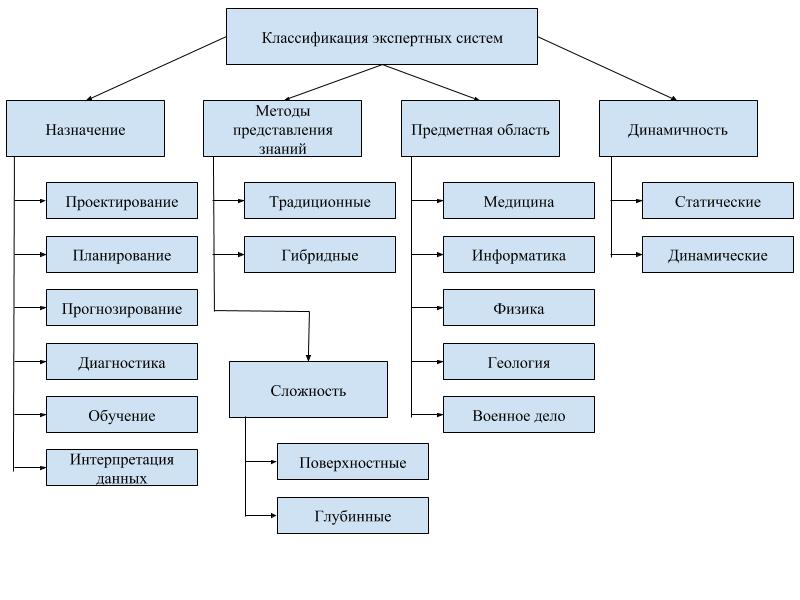 Классификация экспертных систем
Назначение
Проектирование
Планирование
Прогнозирование
Диагностика
Обучение
Интерпретация
данных
Методы
представления
знаний
Традиционные
Гибридные
Сложность
Поверхностные
Глубинные
Предметная область
Медицина
Информатика
Физика
Геология
Военное дело
Динамичность
Статические
Динамические